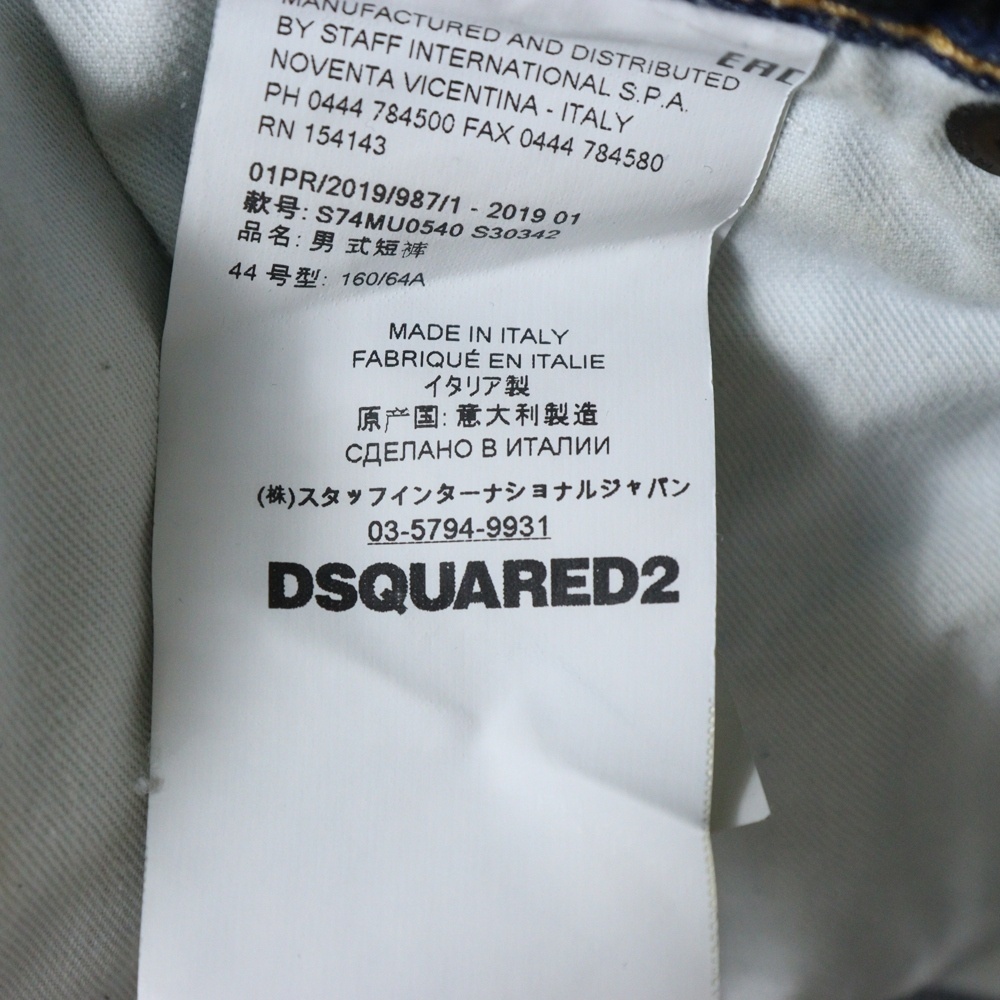 MANUFACTURED AND DISTRIBUTED
BY STAFF INTERNATIONAL S.P.A.
NOVENTA VICENTINA - ITALY
PH 0444 784500 FAX 0444 784580
RN 154143
EAC
01PR/2019/987/1 - 2019 01
款号: S74MU0540 S30342
品名: 男式短裤
44 号型: 160/64A
MADE IN ITALY
FABRIQUÉ EN ITALIE
イタリア製
原产国: 意大利製造
СДЕЛАНО В ИТАЛИИ
(株)スタッフインターナショナルジャパン
03-5794-9931
DSQUARED2